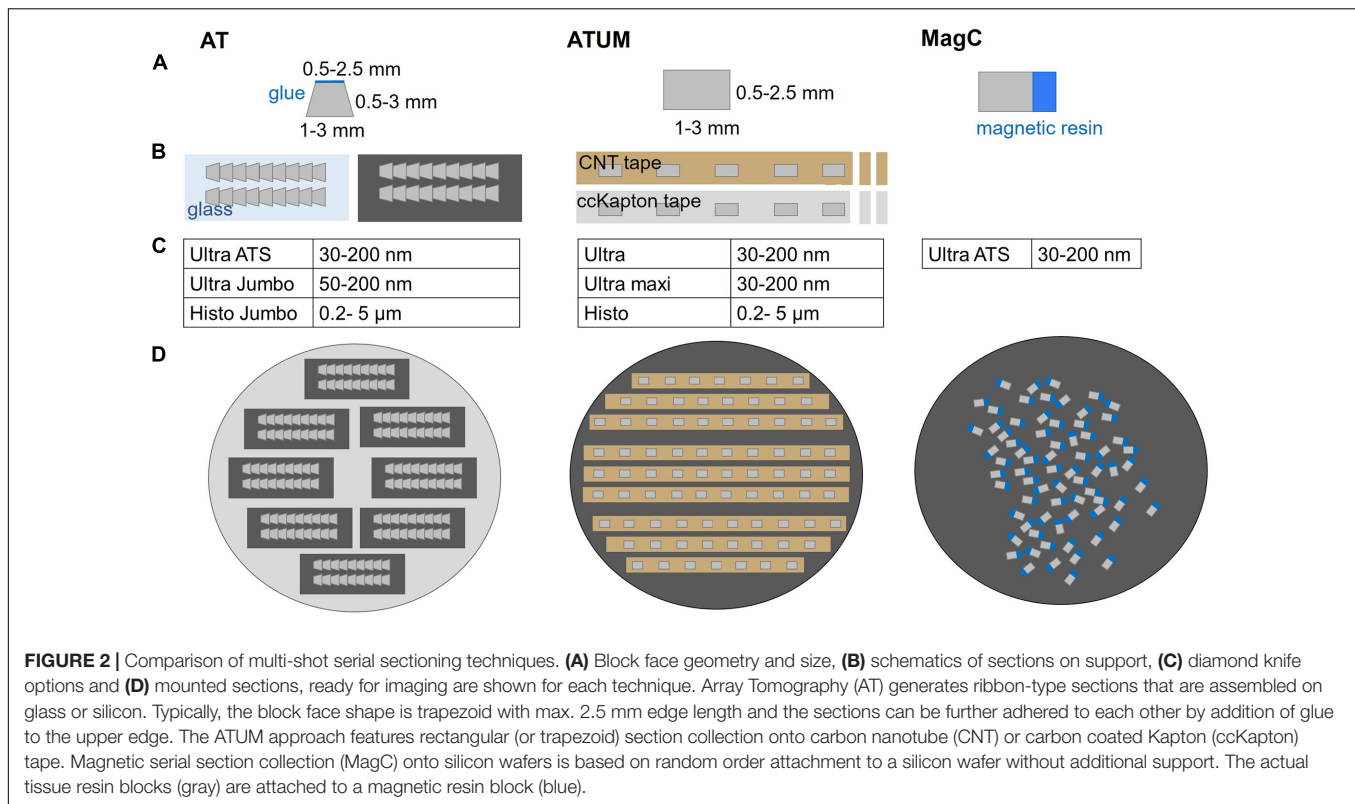 AT
ATUM
MagC
A
0.5-2.5 mm
glue
0.5-3 mm
1-3 mm
0.5-2.5 mm
1-3 mm
magnetic resin
B
glass
CNT tape
ccKapton tape
C
Ultra ATS 30-200 nm
Ultra Jumbo 50-200 nm
Histo Jumbo 0.2- 5 µm
Ultra 30-200 nm
Ultra maxi 30-200 nm
Histo 0.2- 5 µm
Ultra ATS 30-200 nm
D
FIGURE 2 | Comparison of multi-shot serial sectioning techniques. (A) Block face geometry and size, (B) schematics of sections on support, (C) diamond knife
options and (D) mounted sections, ready for imaging are shown for each technique. Array Tomography (AT) generates ribbon-type sections that are assembled on
glass or silicon. Typically, the block face shape is trapezoid with max. 2.5 mm edge length and the sections can be further adhered to each other by addition of glue
to the upper edge. The ATUM approach features rectangular (or trapezoid) section collection onto carbon nanotube (CNT) or carbon coated Kapton (ccKapton)
tape. Magnetic serial section collection (MagC) onto silicon wafers is based on random order attachment to a silicon wafer without additional support. The actual
tissue resin blocks (gray) are attached to a magnetic resin block (blue).